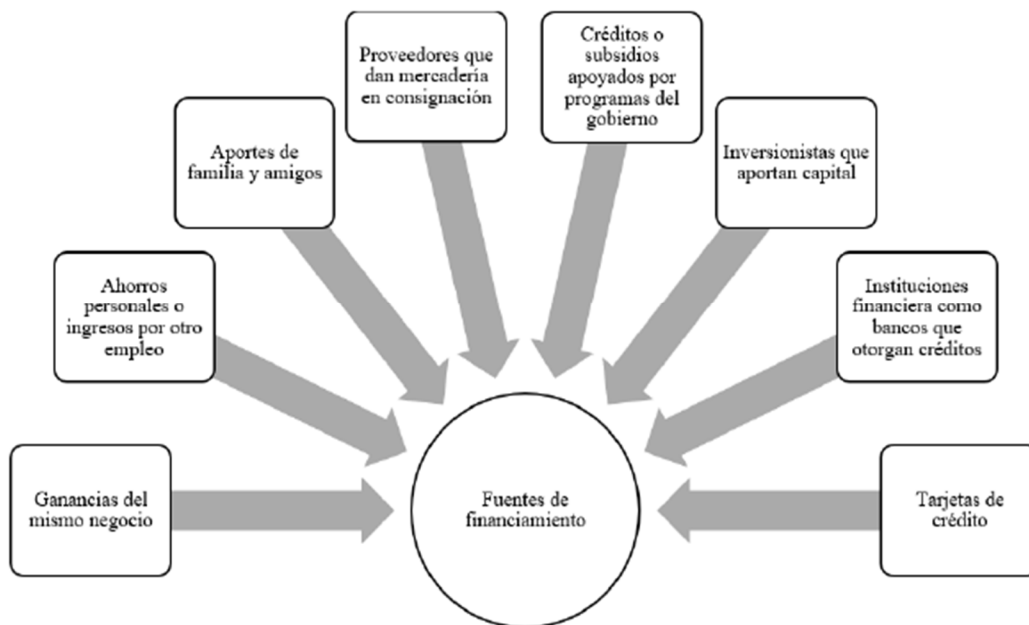 Ganancias del
mismo negocio
Ahorros
personales o
ingresos por otro
empleo
Aportes de
familia y amigos
Proveedores que
dan mercadería
en consignación
Créditos o
subsidios
apoyados por
programas del
gobierno
Inversionistas que
aportan capital
Instituciones
financiera como
bancos que
otorgan créditos
Tarjetas de
crédito
Fuentes de
financiamiento